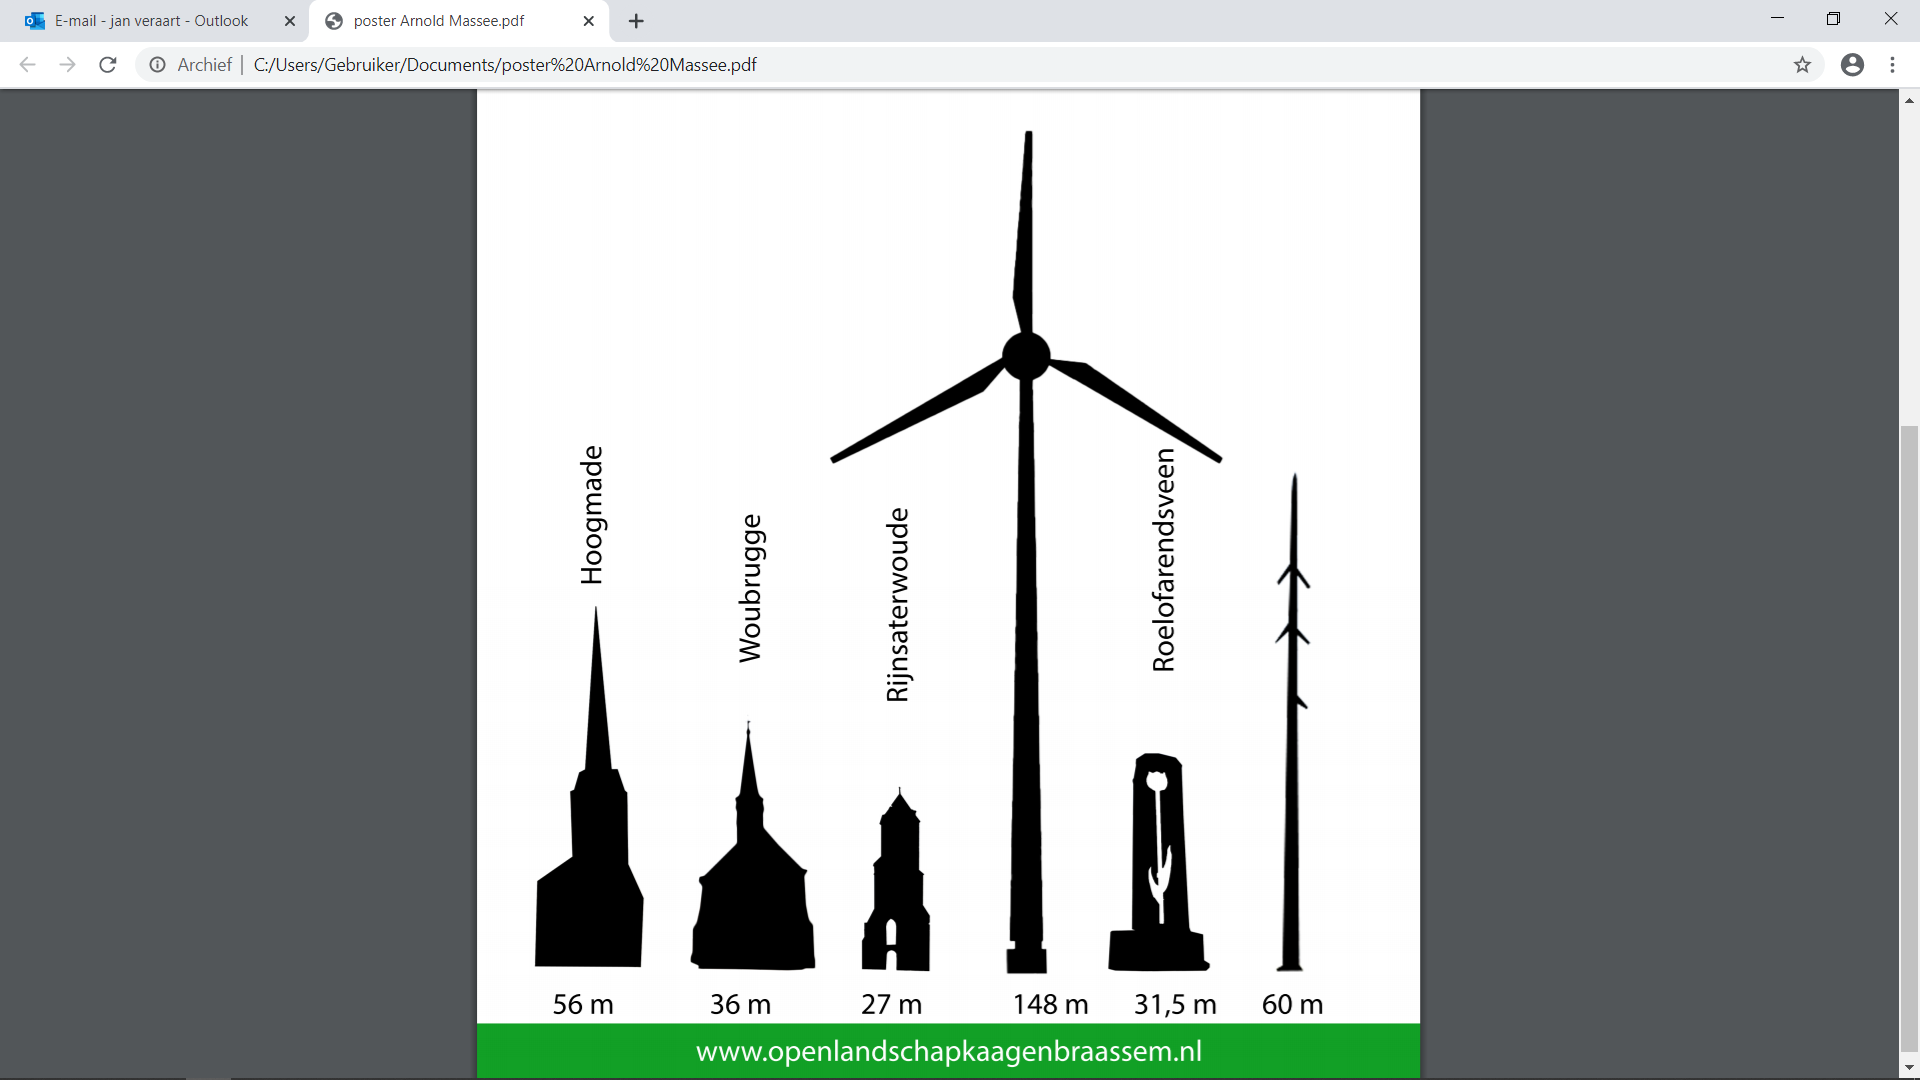 E-mail - jan veraart - Outlook
poster Arnold Massee.pdf
Archief | C:/Users/Gebruiker/Documents/poster%20Arnold%20Massee.pdf
Hoogmade
Woubrugge
Rijnsaterwoude
Roelofarendsveen
56 m
36 m
27 m
148 m
31,5 m
60 m
www.openlandschapkaagenbraassem.nl